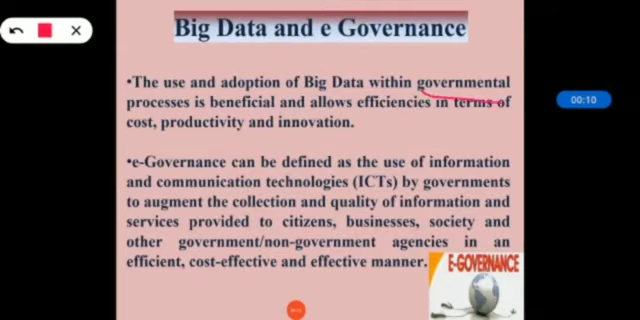 Big Data and e Governance
•The use and adoption of Big Data within governmental
processes is beneficial and allows efficiencies in terms of
cost, productivity and innovation.
00:10
•e-Governance can be defined as the use of information
and communication technologies (ICTs) by governments
to augment the collection and quality of information and
services provided to citizens, businesses, society and
other government/non-government agencies in an
efficient, cost-effective and effective manner.
E-GOVERNANCE